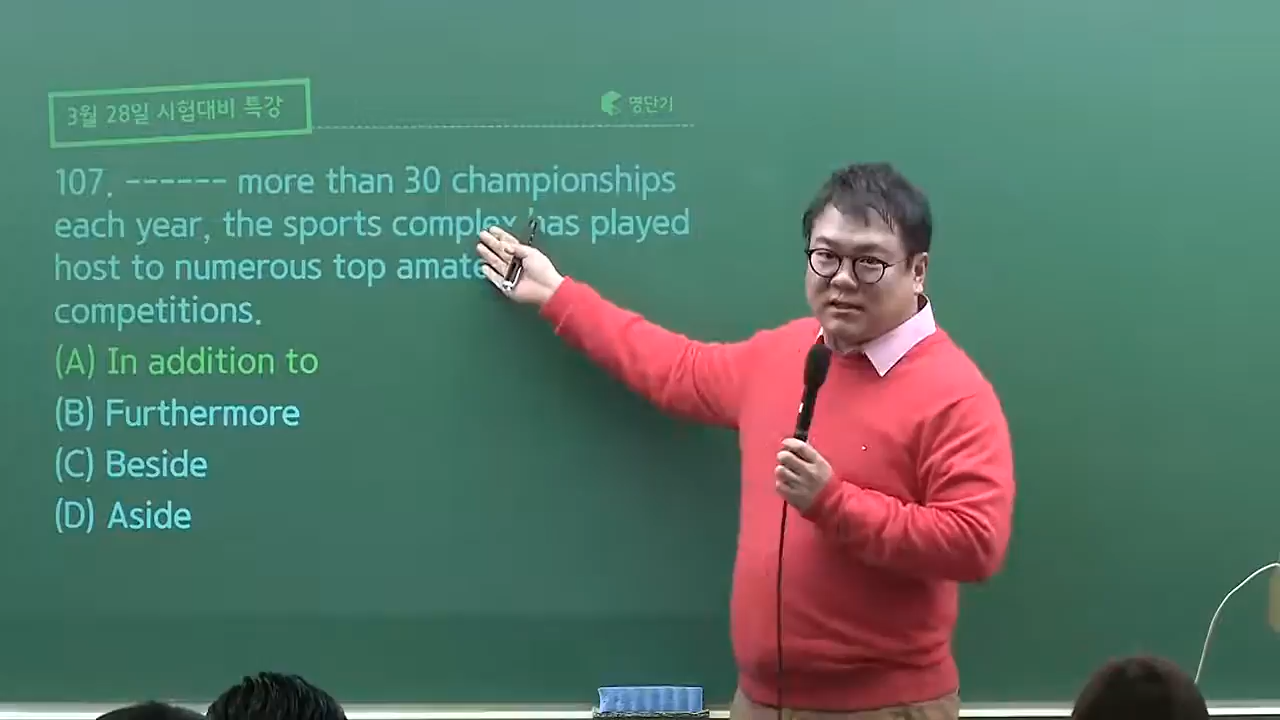 3월 28일 시험대비 특강
영단기
107. ------ more than 30 championships
each year, the sports complex has played
host to numerous top
competitions.
(A) In addition to
(B) Furthermore
(C) Beside
(D) Aside